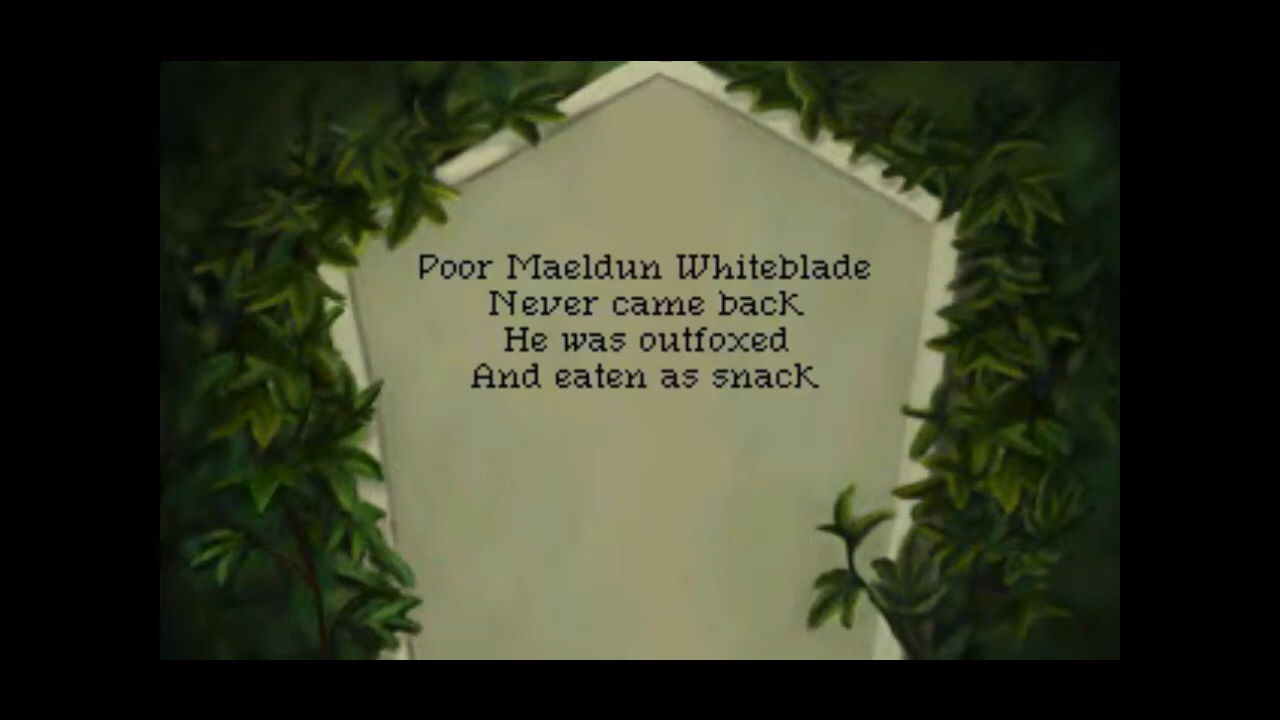 Poor Maeldun Whiteblade
Never came back
He was outfoxed
And eaten as snack